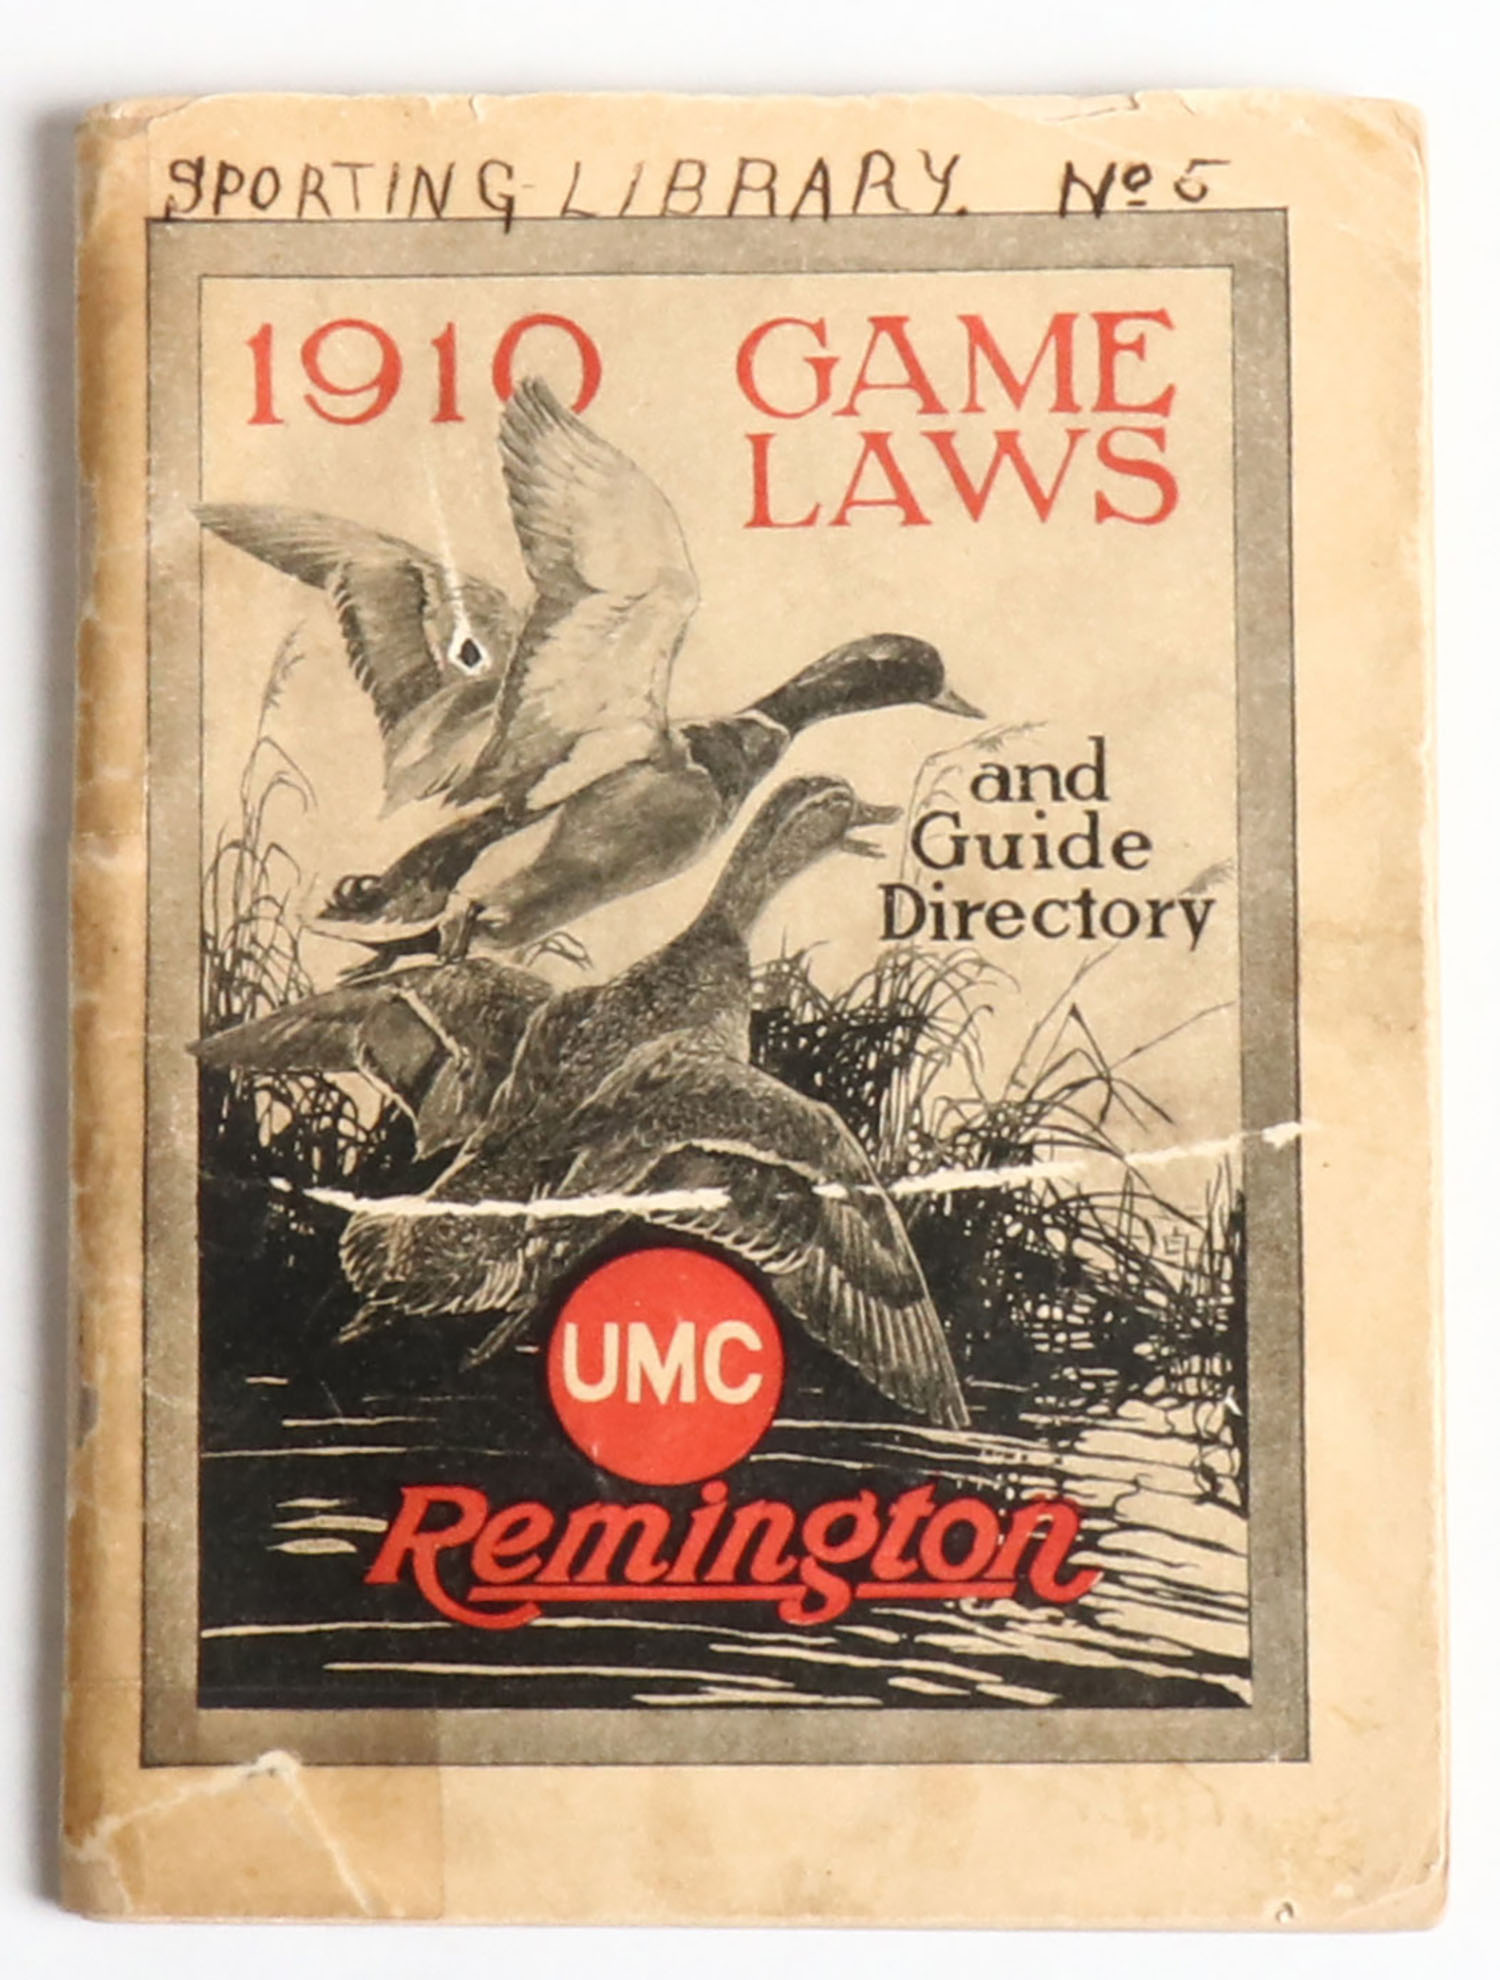 SPORTING LIBRARY. Nº 5
1910 GAME
LAWS
and
Guide
Directory
UMC
Remington